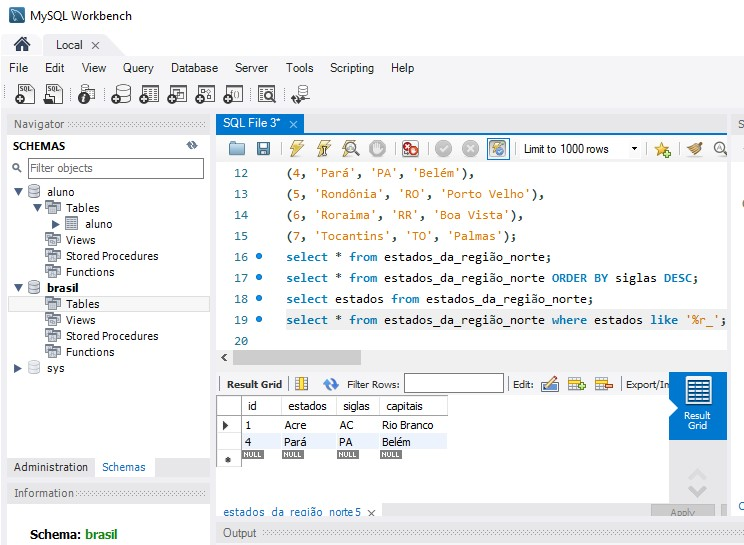 MySQL Workbench
Local ×
File Edit View Query Database Server Tools Scripting Help
Navigator
SCHEMAS
Filter objects
aluno
Tables
aluno
Views
Stored Procedures
Functions
brasil
Tables
Views
Stored Procedures
Functions
sys
Administration Schemas
Information
Schema: brasil
SQL File 3* ×
Limit to 1000 rows
12 (4, 'Pará', 'PA', 'Belém'),
13 (5, 'Rondônia', 'RO', 'Porto Velho'),
14 (6, 'Roraima', 'RR', 'Boa Vista'),
15 (7, 'Tocantins', 'TO', 'Palmas');
16 select * from estados_da_região_norte;
17 select * from estados_da_região_norte ORDER BY siglas DESC;
18 select estados from estados_da_região_norte;
19 select * from estados_da_região_norte where estados like '%r_';
20
Result Grid Filter Rows: Edit: Export/In
id estados siglas capitais
1 Acre AC Rio Branco
4 Pará PA Belém
NULL NULL NULL NULL
Result
Grid
estados_da_região_norte 5 ×
Apply
Output